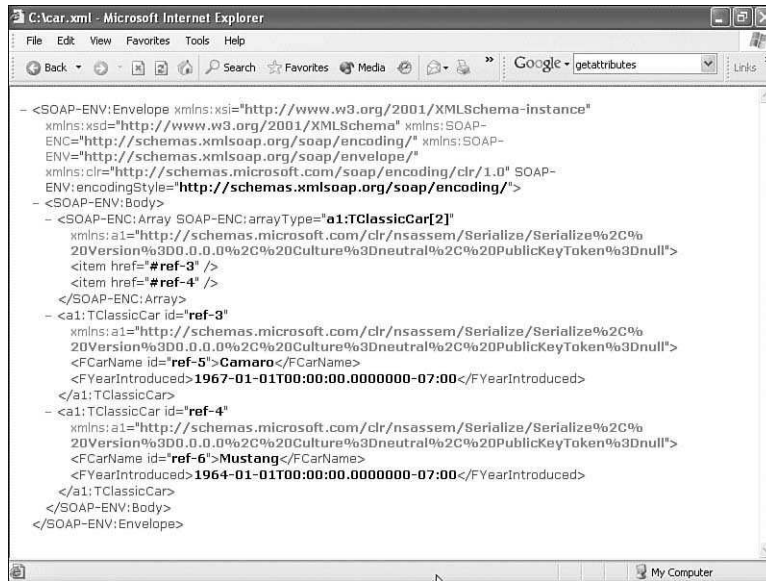 C:\car.xml - Microsoft Internet Explorer
File Edit View Favorites Tools Help
Back Search Favorites Media » Google getattributes Links »
– <SOAP-ENV:Envelope xmlns:xsi="http://www.w3.org/2001/XMLSchema-instance"
xmlns:xsd="http://www.w3.org/2001/XMLSchema" xmlns:SOAP-
ENC="http://schemas.xmlsoap.org/soap/encoding/" xmlns:SOAP-
ENV="http://schemas.xmlsoap.org/soap/envelope/"
xmlns:clr="http://schemas.microsoft.com/soap/encoding/clr/1.0" SOAP-
ENV:encodingStyle="http://schemas.xmlsoap.org/soap/encoding/">
– <SOAP-ENV:Body>
– <SOAP-ENC:Array SOAP-ENC:arrayType="a1:TClassicCar[2]"
xmlns:a1="http://schemas.microsoft.com/clr/nsassem/Serialize/Serialize%2C%
20Version%3D0.0.0.0%2C%20Culture%3Dneutral%2C%20PublicKeyToken%3Dnull">
<item href="#ref-3" />
<item href="#ref-4" />
</SOAP-ENC:Array>
– <a1:TClassicCar id="ref-3"
xmlns:a1="http://schemas.microsoft.com/clr/nsassem/Serialize/Serialize%2C%
20Version%3D0.0.0.0%2C%20Culture%3Dneutral%2C%20PublicKeyToken%3Dnull">
<FCarName id="ref-5">Camaro</FCarName>
<FYearIntroduced>1967-01-01T00:00:00.0000000-07:00</FYearIntroduced>
</a1:TClassicCar>
– <a1:TClassicCar id="ref-4"
xmlns:a1="http://schemas.microsoft.com/clr/nsassem/Serialize/Serialize%2C%
20Version%3D0.0.0.0%2C%20Culture%3Dneutral%2C%20PublicKeyToken%3Dnull">
<FCarName id="ref-6">Mustang</FCarName>
<FYearIntroduced>1964-01-01T00:00:00.0000000-07:00</FYearIntroduced>
</a1:TClassicCar>
</SOAP-ENV:Body>
</SOAP-ENV:Envelope>
My Computer